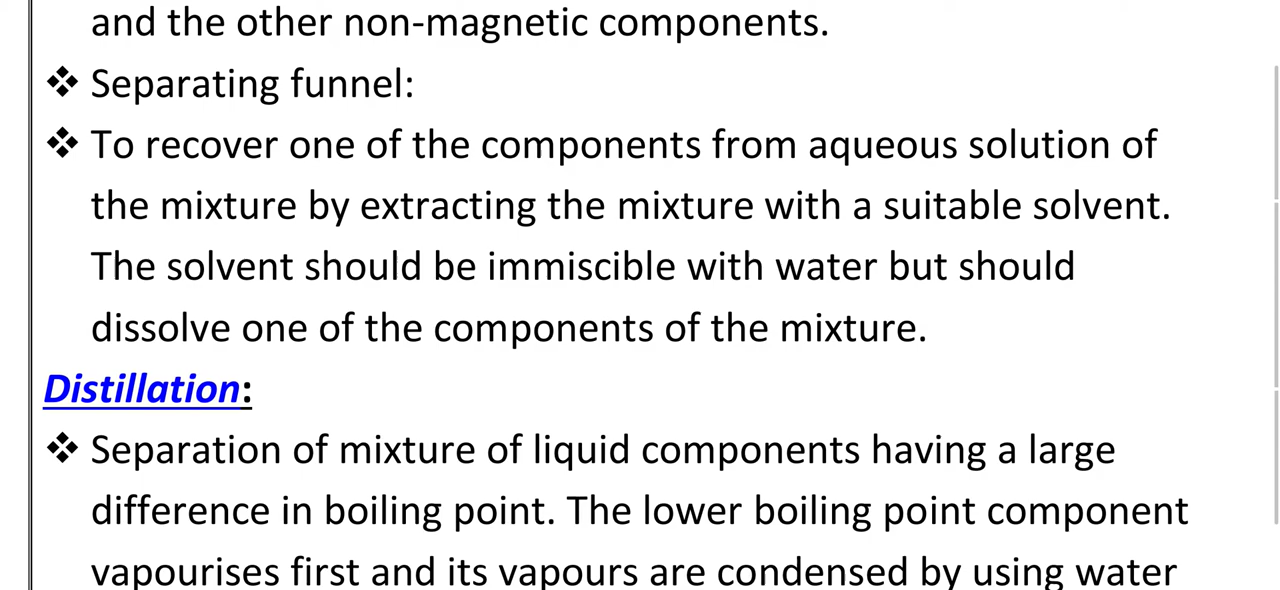 and the other non-magnetic components.
❖ Separating funnel:
❖ To recover one of the components from aqueous solution of
the mixture by extracting the mixture with a suitable solvent.
The solvent should be immiscible with water but should
dissolve one of the components of the mixture.
Distillation:
❖ Separation of mixture of liquid components having a large
difference in boiling point. The lower boiling point component
vapourises first and its vapours are condensed by using water